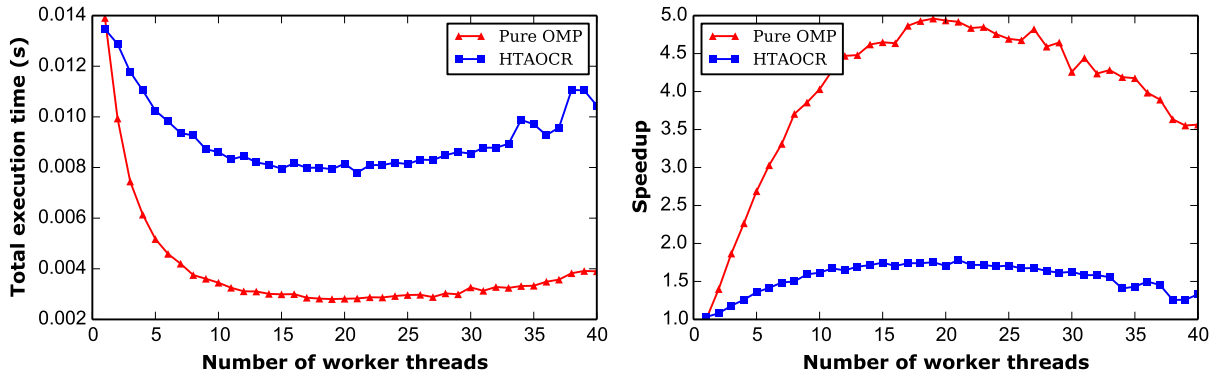 0.014
0.012
0.010
0.008
0.006
0.004
0.002
Total execution time (s)
0 5 10 15 20 25 30 35 40
Number of worker threads
Pure OMP
HTAOCR
5.0
4.5
4.0
3.5
3.0
2.5
2.0
1.5
1.0
Speedup
0 5 10 15 20 25 30 35 40
Number of worker threads
Pure OMP
HTAOCR